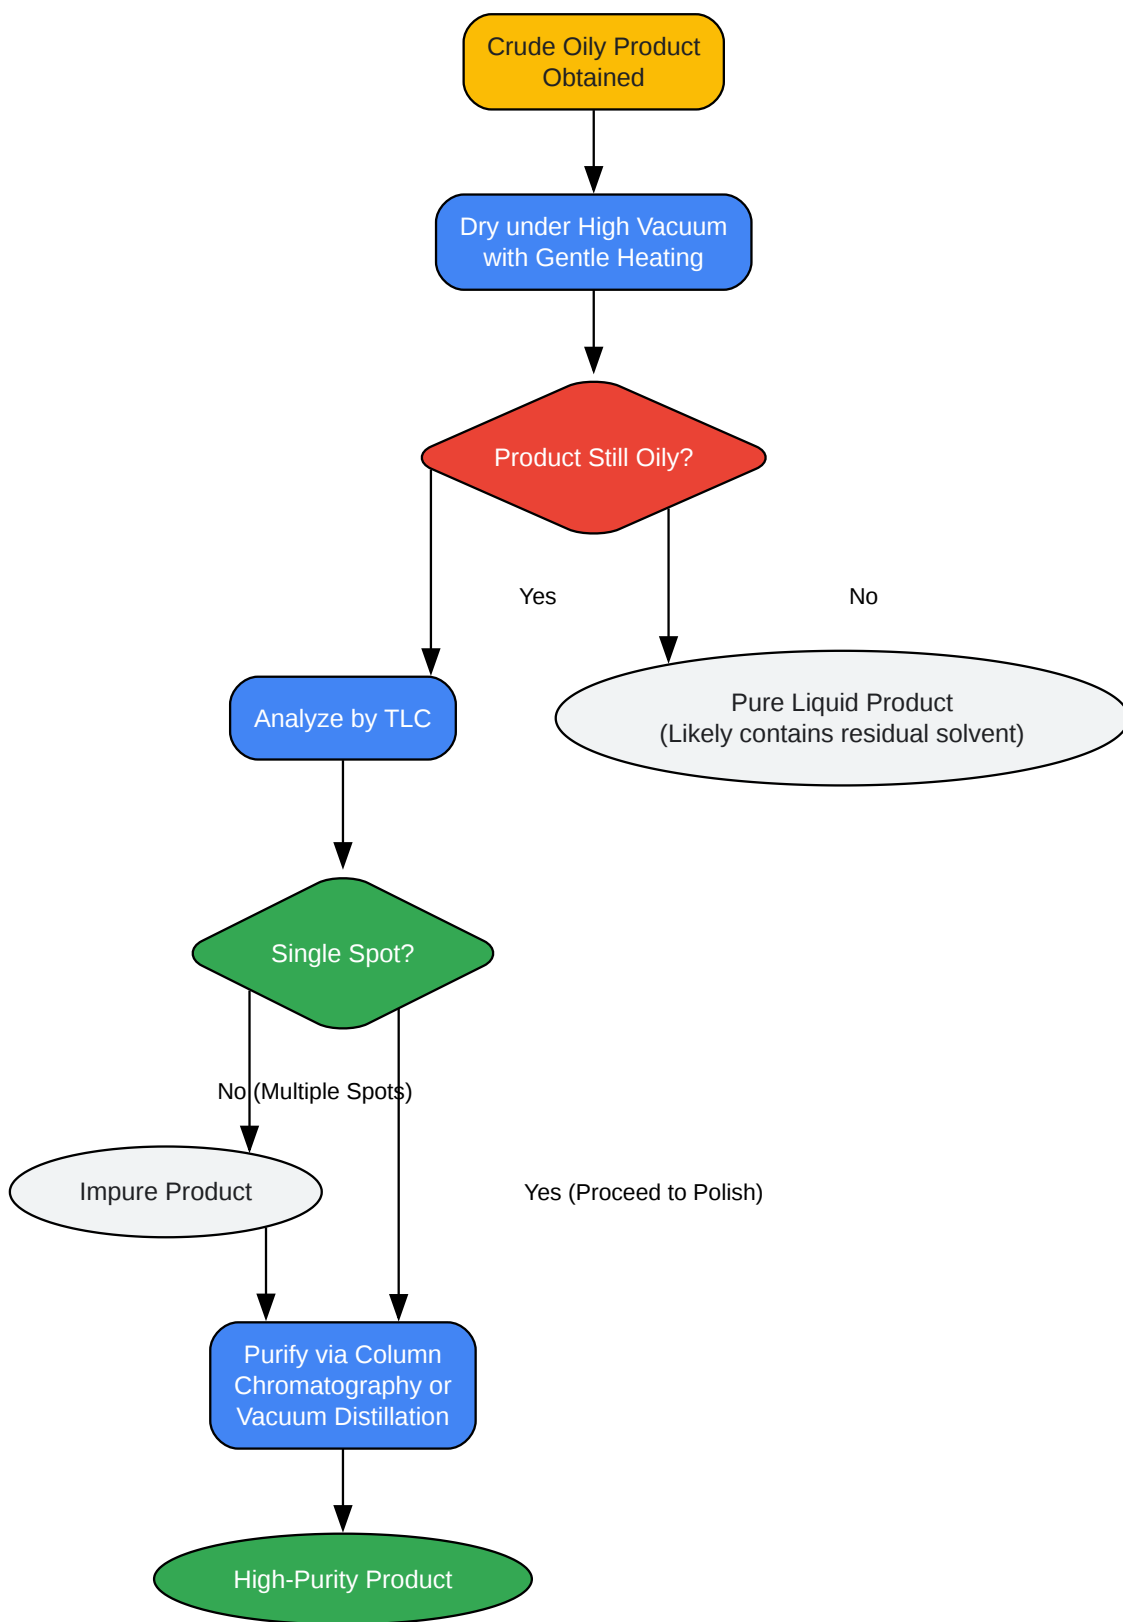 Crude Oily Product
Obtained
Dry under High Vacuum
with Gentle Heating
Product Still Oily?
Yes
No
Analyze by TLC
Pure Liquid Product
(Likely contains residual solvent)
Single Spot?
No (Multiple Spots)
Impure Product
Yes (Proceed to Polish)
Purify via Column
Chromatography or
Vacuum Distillation
High-Purity Product